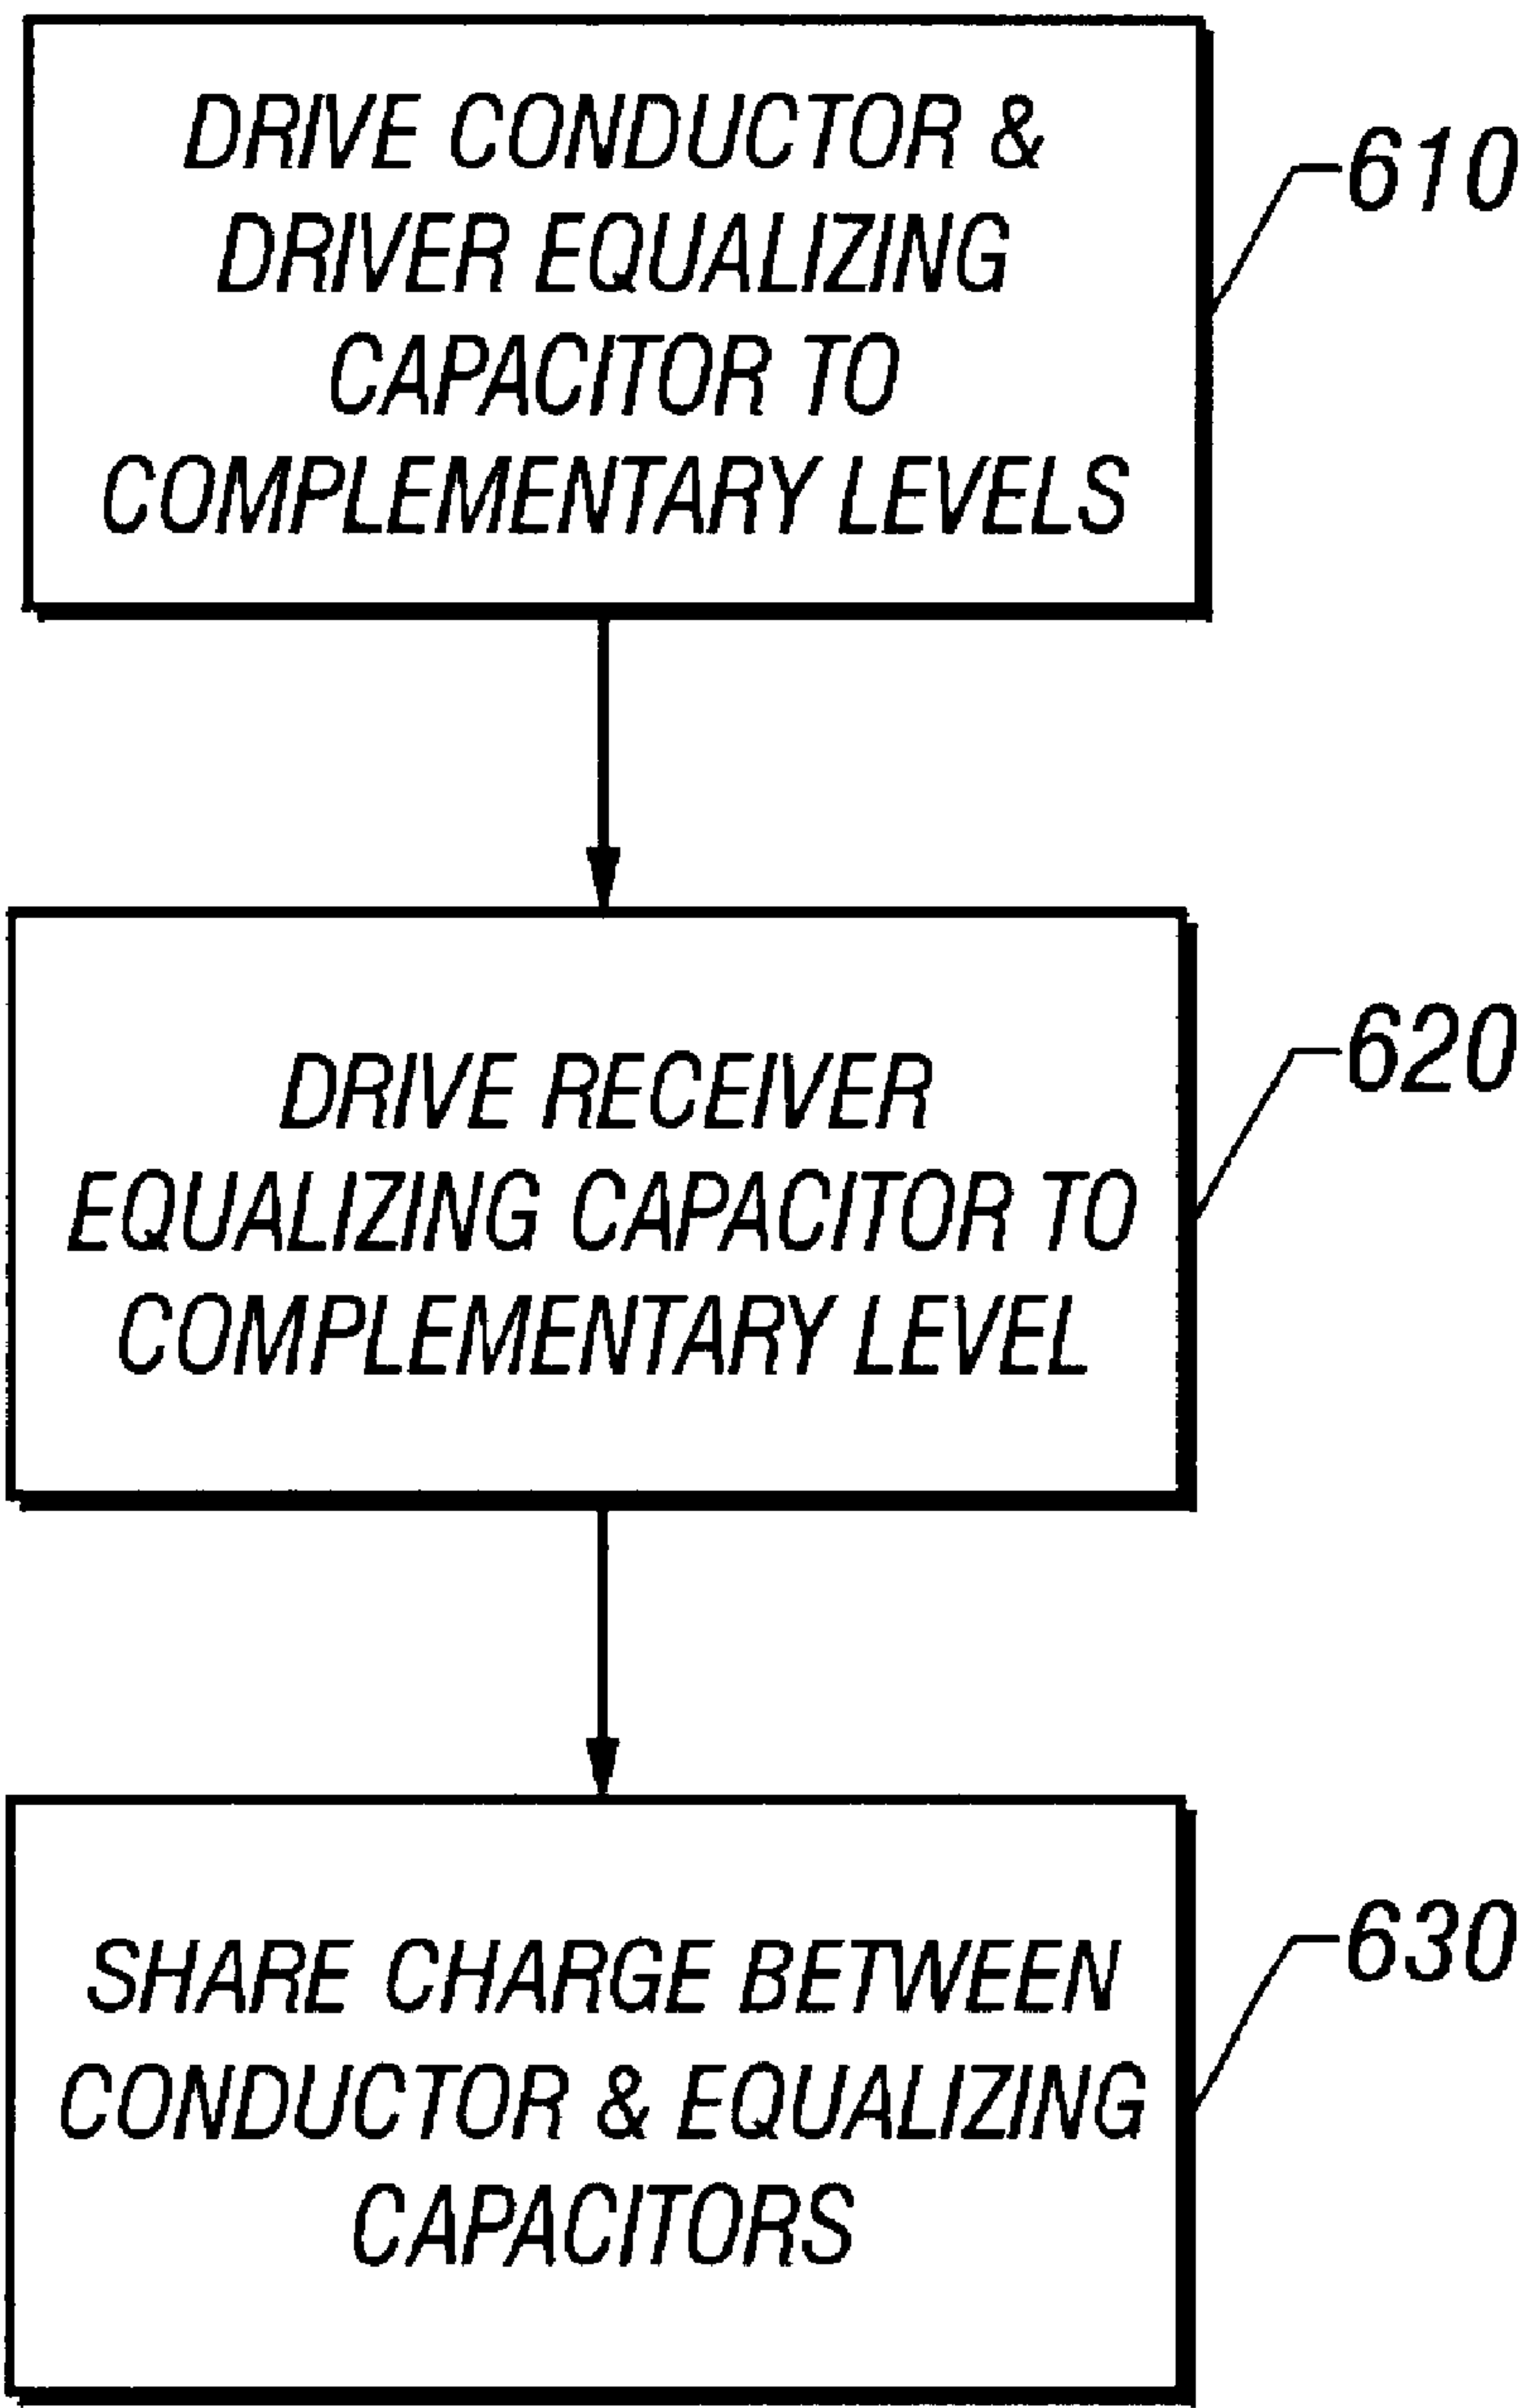 DRIVE CONDUCTOR &
DRIVER EQUALIZING
CAPACITOR TO
COMPLEMENTARY LEVELS
610
DRIVE RECEIVER
EQUALIZING CAPACITOR TO
COMPLEMENTARY LEVEL
620
SHARE CHARGE BETWEEN
CONDUCTOR & EQUALIZING
CAPACITORS
630